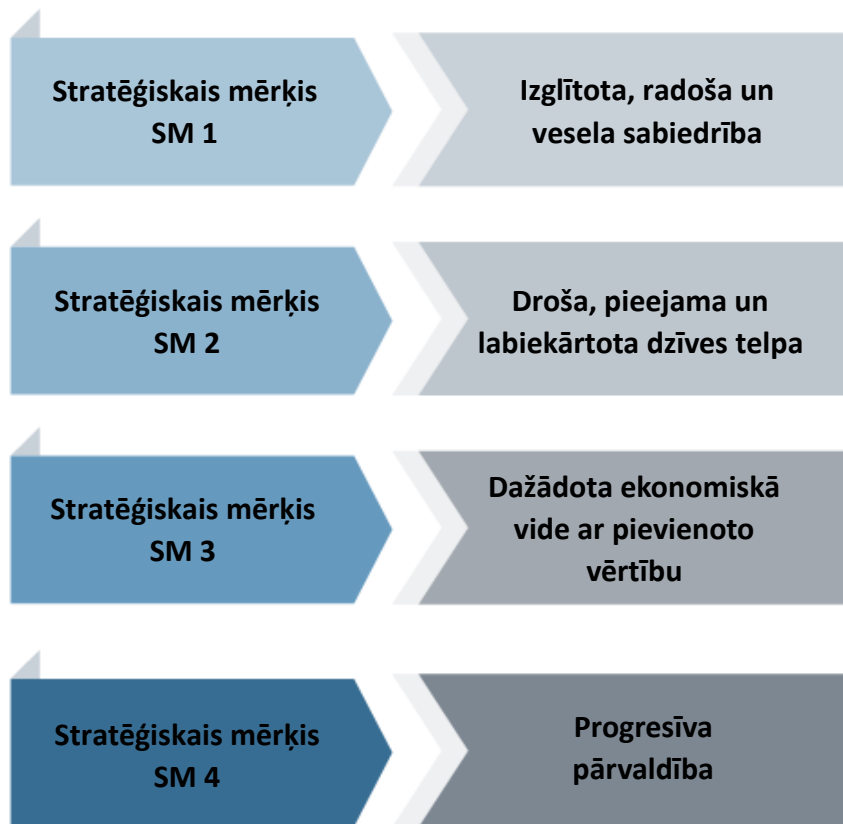 Stratēģiskais mērķis
SM 1
Izglītota, radoša un
vesela sabiedrība
Stratēģiskais mērķis
SM 2
Droša, pieejama un
labiekārtota dzīves telpa
Stratēģiskais mērķis
SM 3
Dažādota ekonomiskā
vide ar pievienoto
vērtību
Stratēģiskais mērķis
SM 4
Progresīva
pārvaldība